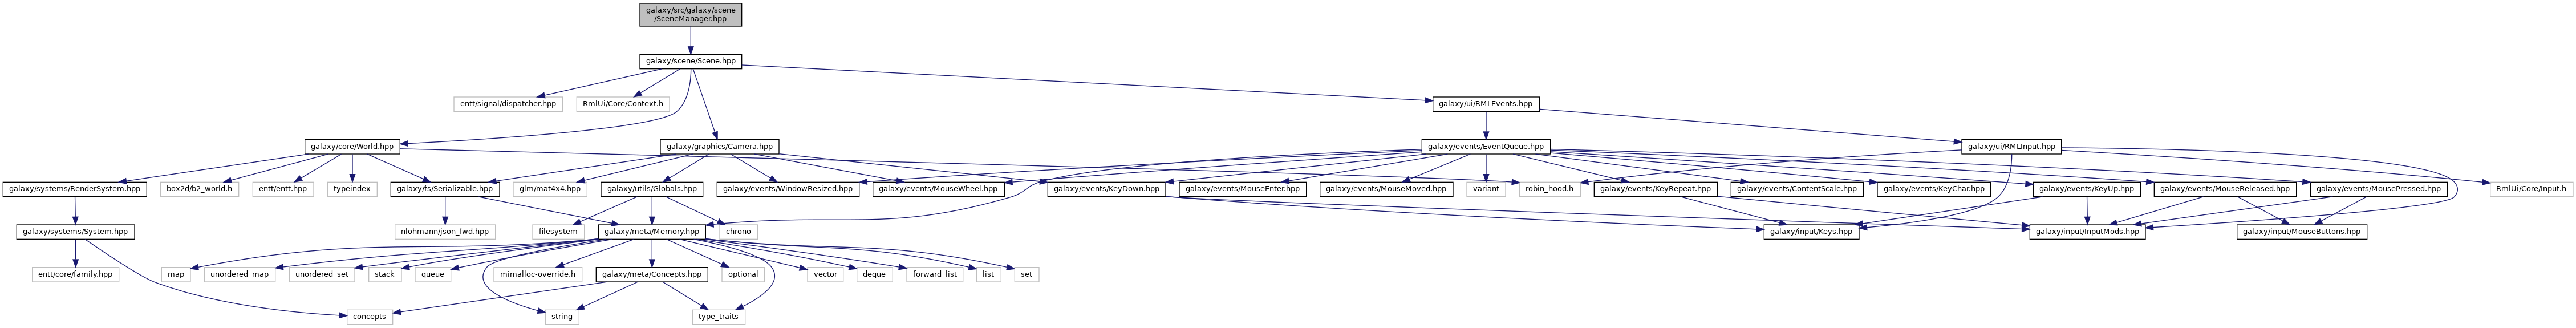 galaxy/src/galaxy/scene
/SceneManager.hpp
galaxy/scene/Scene.hpp
entt/signal/dispatcher.hpp
RmlUi/Core/Context.h
galaxy/ui/RMLEvents.hpp
galaxy/core/World.hpp
galaxy/graphics/Camera.hpp
galaxy/events/EventQueue.hpp
galaxy/ui/RMLInput.hpp
galaxy/systems/RenderSystem.hpp
box2d/b2_world.h
entt/entt.hpp
typeindex
galaxy/fs/Serializable.hpp
glm/mat4x4.hpp
galaxy/utils/Globals.hpp
galaxy/events/WindowResized.hpp
galaxy/events/MouseWheel.hpp
galaxy/events/KeyDown.hpp
galaxy/events/MouseEnter.hpp
galaxy/events/MouseMoved.hpp
variant
robin_hood.h
galaxy/events/KeyRepeat.hpp
galaxy/events/ContentScale.hpp
galaxy/events/KeyChar.hpp
galaxy/events/KeyUp.hpp
galaxy/events/MouseReleased.hpp
galaxy/events/MousePressed.hpp
RmlUi/Core/Input.h
galaxy/systems/System.hpp
nlohmann/json_fwd.hpp
filesystem
galaxy/meta/Memory.hpp
chrono
galaxy/input/Keys.hpp
galaxy/input/InputMods.hpp
galaxy/input/MouseButtons.hpp
entt/core/family.hpp
map
unordered_map
unordered_set
stack
queue
mimalloc-override.h
galaxy/meta/Concepts.hpp
optional
vector
deque
forward_list
list
set
concepts
string
type_traits